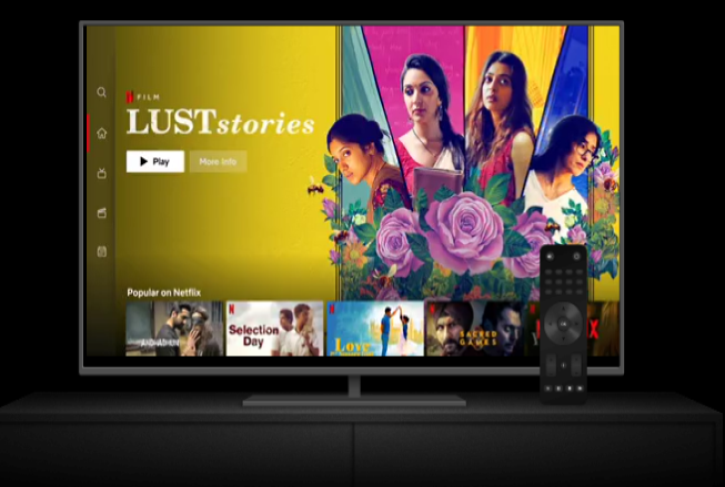 N FILM
LUST stories
Play
More Info
Popular on Netflix
N
Selection
Day
N
Love
N
SACRED
GAMES
N
X